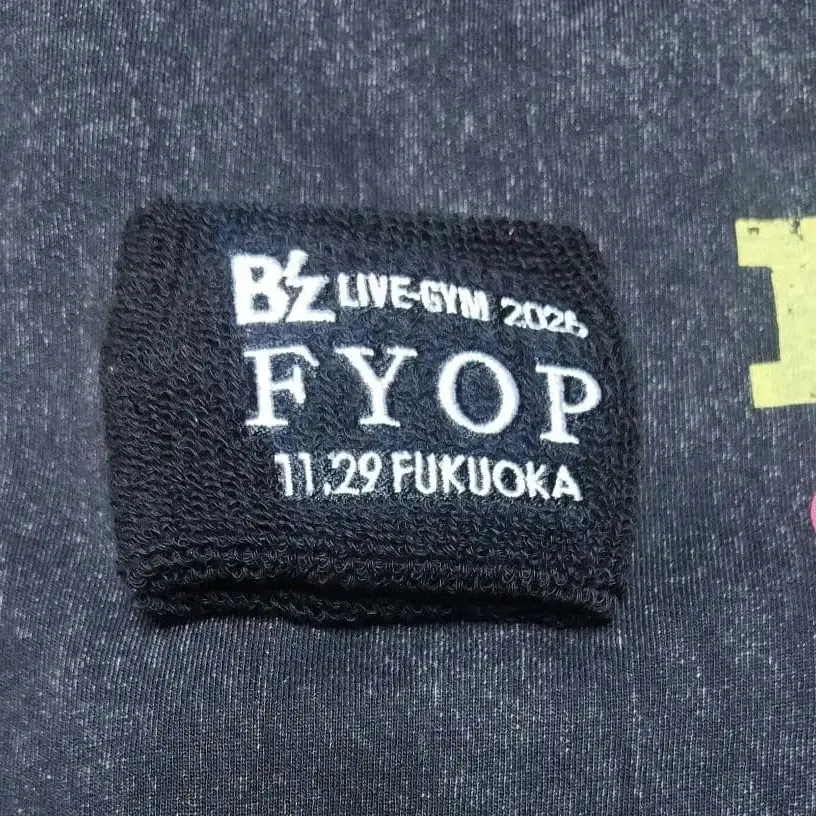 B'z LIVE-GYM 2025
FYOP
11.29 FUKUOKA